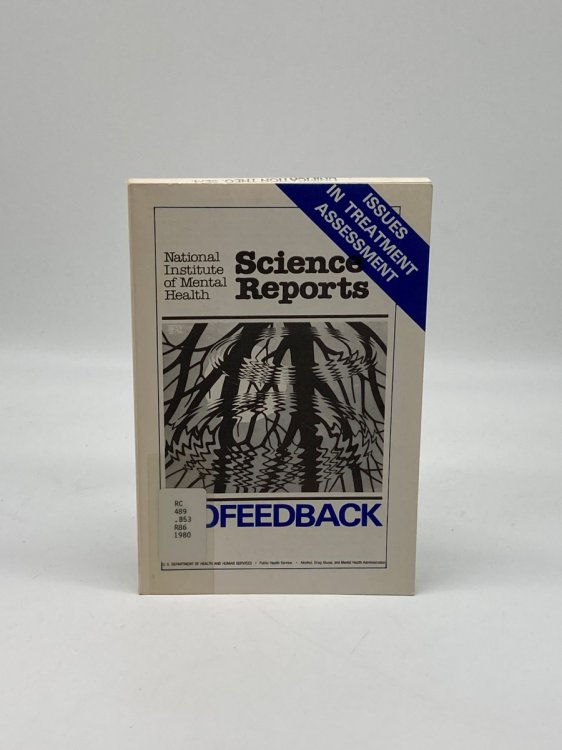 ISSUES
IN TREATMENT
ASSESSMENT
National
Institute
of Mental
Health
Science
Reports
OFEEDBACK
RC
489
.B53
R86
1980
U.S. DEPARTMENT OF HEALTH AND HUMAN SERVICES • Public Health Service • Alcohol, Drug Abuse, and Mental Health Administration